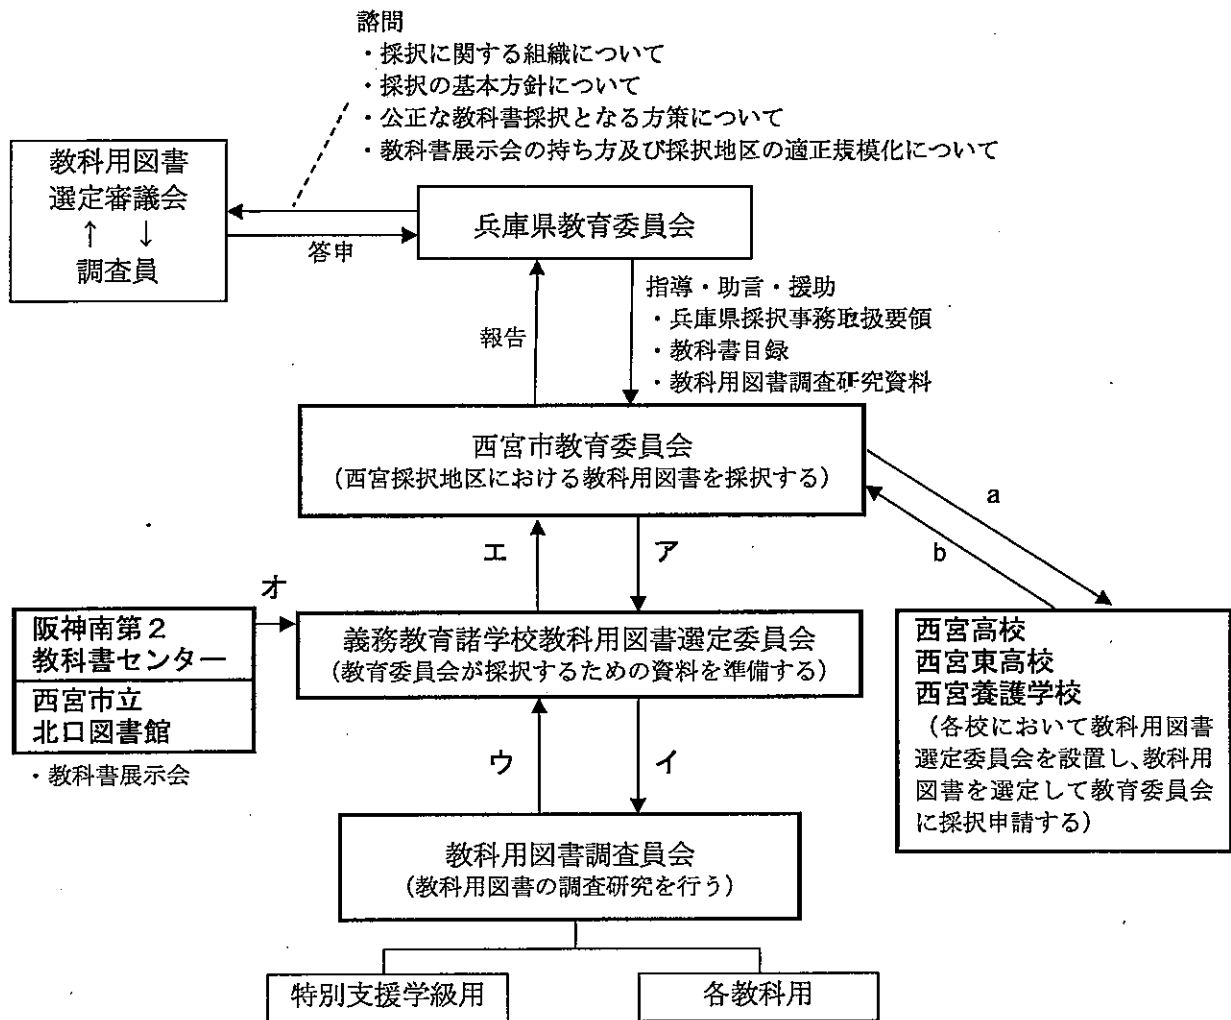 諮問
・採択に関する組織について
・採択の基本方針について
・公正な教科書採択となる方策について
・教科書展示会の持ち方及び採択地区の適正規模化について
教科用図書
選定審議会
↑ ↓
調査員
兵庫県教育委員会
答申
報告
指導・助言・援助
・兵庫県採択事務取扱要領
・教科書目録
・教科用図書調査研究資料
西宮市教育委員会
（西宮採択地区における教科用図書を採択する）
a
b
エ
ア
オ
阪神南第２
教科書センター
西宮市立
北口図書館
・教科書展示会
義務教育諸学校教科用図書選定委員会
（教育委員会が採択するための資料を準備する）
西宮高校
西宮東高校
西宮養護学校
（各校において教科用図書
選定委員会を設置し、教科用
図書を選定して教育委員会
に採択申請する）
ウ
イ
教科用図書調査員会
（教科用図書の調査研究を行う）
特別支援学級用
各教科用